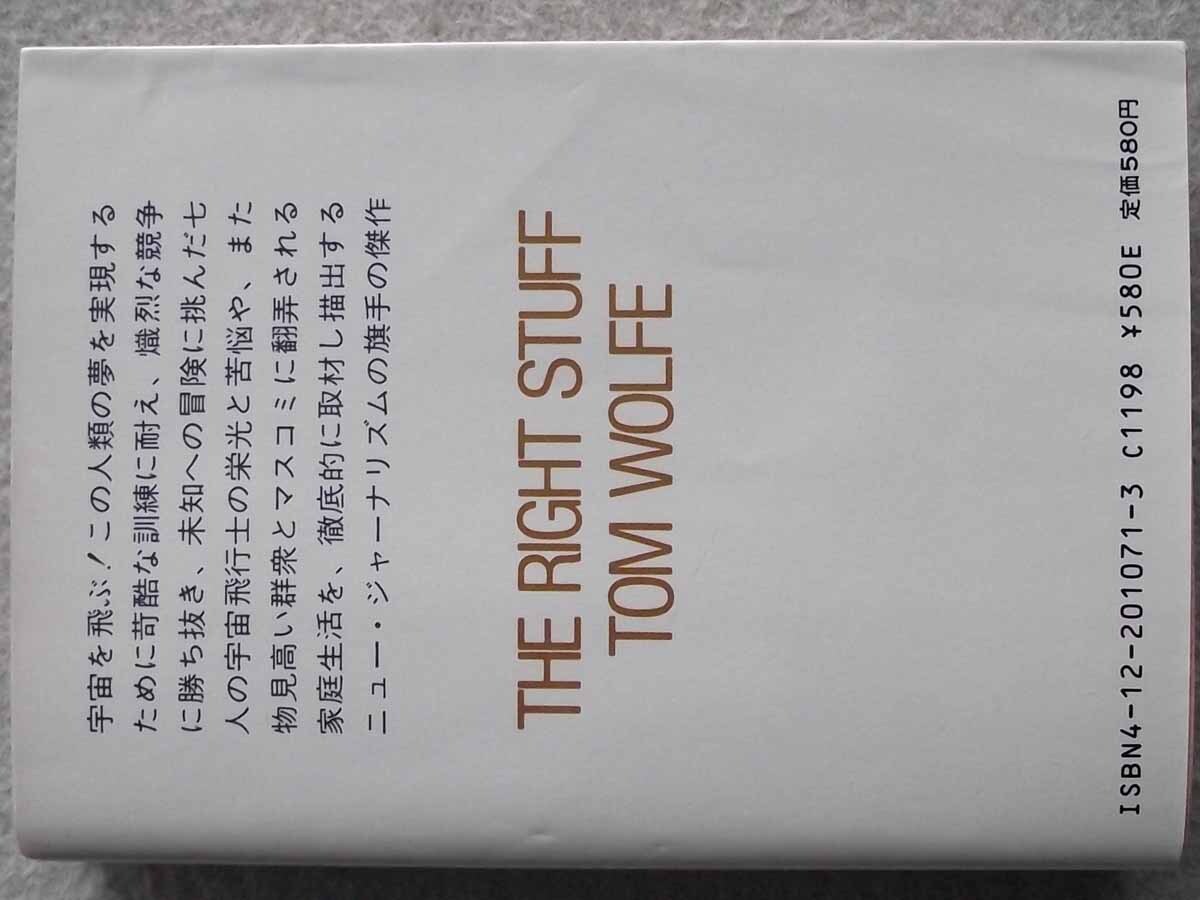 宇宙を飛ぶ！この人類の夢を実現する
ために苛酷な訓練に耐え、熾烈な競争
に勝ち抜き、未知への冒険に挑んだ七
人の宇宙飛行士の栄光と苦悩や、また
物見高い群衆とマスコミに翻弄される
家庭生活を、徹底的に取材し描出する
ニュー・ジャーナリズムの旗手の傑作
THE RIGHT STUFF
TOM WOLFE
ISBN4-12-201071-3 C1198 ¥580E 定価580円